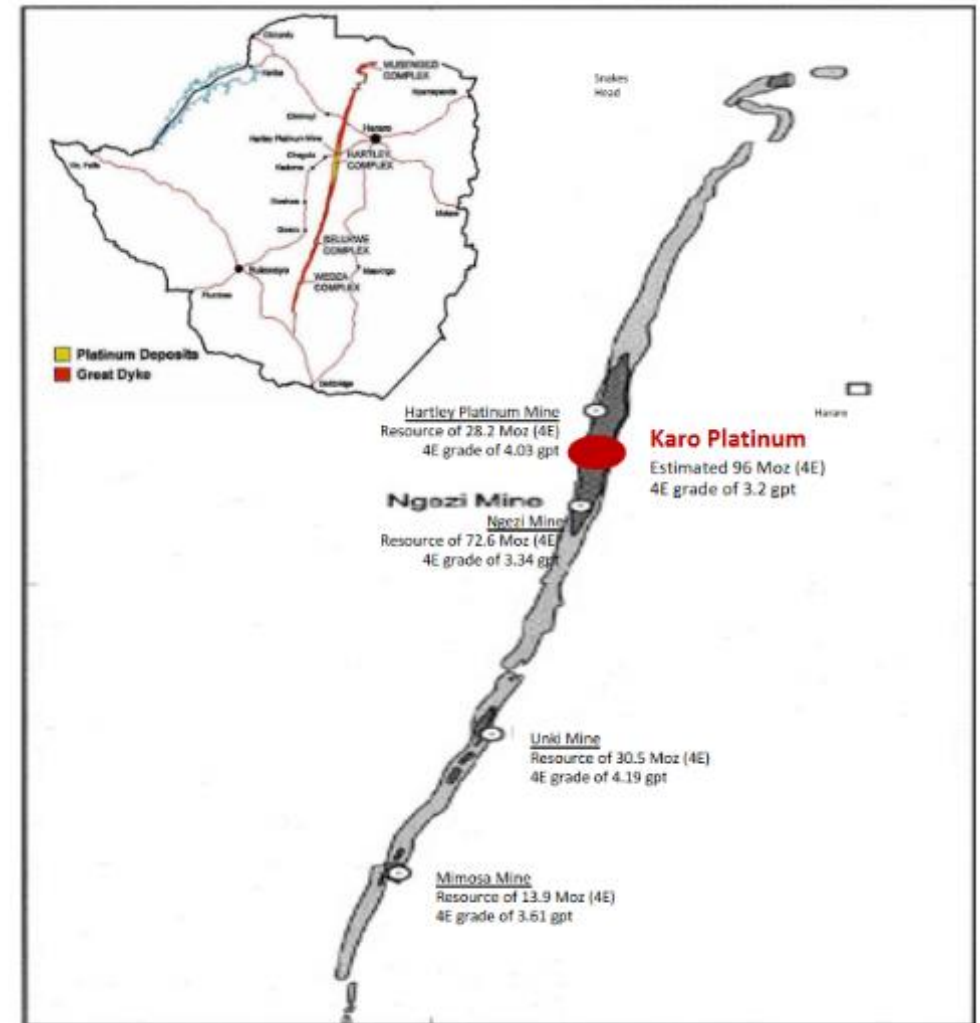 MUSENGEZI
COMPLEX
Harare
Hartley Platinum Mine
HARTLEY
COMPLEX
Chegutu
Kadoma
COMPLEX
WEDZA
COMPLEX
Bulawayo
Masvingo
Platinum Deposits
Great Dyke
Snakes
Head
Harare
Hartley Platinum Mine
Resource of 28.2 Moz (4E)
4E grade of 4.03 gpt
Karo Platinum
Estimated 96 Moz (4E)
4E grade of 3.2 gpt
Ngezi Mine
Ngezi Mine
Resource of 72.6 Moz (4E)
4E grade of 3.34 gpt
Unki Mine
Resource of 30.5 Moz (4E)
4E grade of 4.19 gpt
Mimosa Mine
Resource of 13.9 Moz (4E)
4E grade of 3.61 gpt